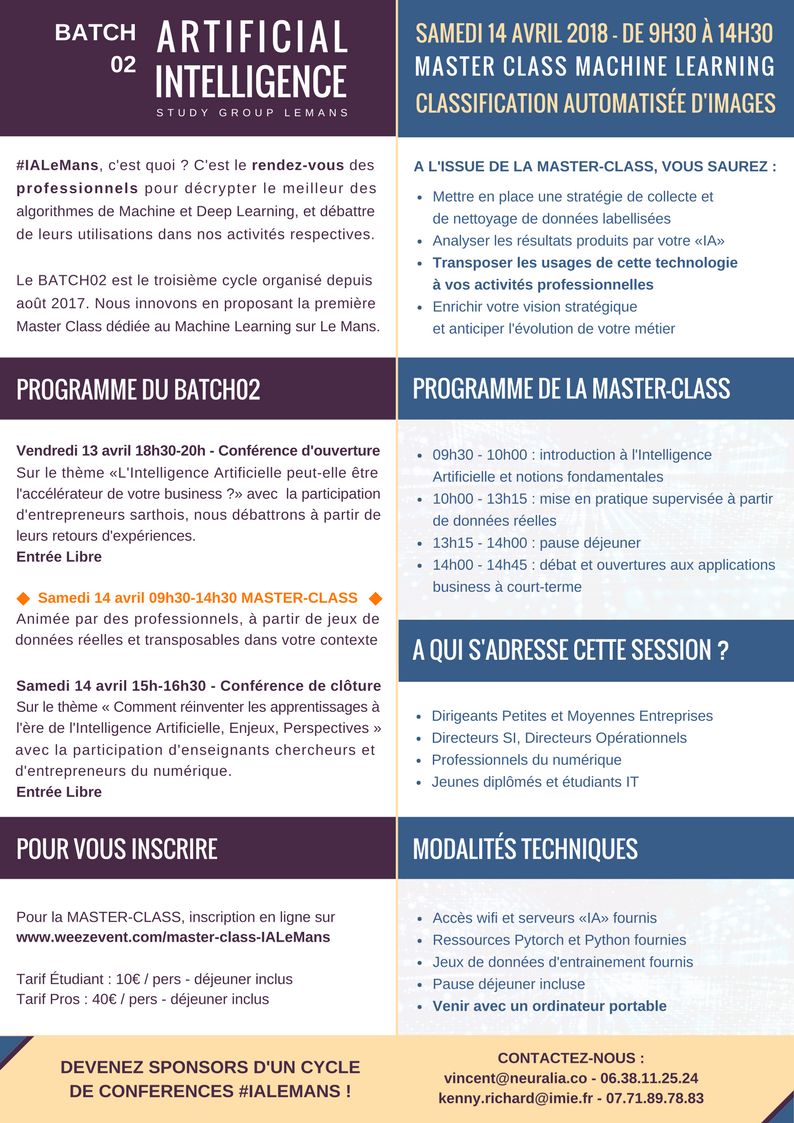 BATCH
02
ARTIFICIAL
INTELLIGENCE
STUDY GROUP LEMANS
#IALeMans, c'est quoi ? C'est le rendez-vous des
professionnels pour décrypter le meilleur des
algorithmes de Machine et Deep Learning, et débattre
de leurs utilisations dans nos activités respectives.
Le BATCH02 est le troisième cycle organisé depuis
août 2017. Nous innovons en proposant la première
Master Class dédiée au Machine Learning sur Le Mans.
PROGRAMME DU BATCH02
Vendredi 13 avril 18h30-20h - Conférence d'ouverture
Sur le thème «L'Intelligence Artificielle peut-elle être
l'accélérateur de votre business ?» avec la participation
d'entrepreneurs sarthois, nous débattrons à partir de
leurs retours d'expériences.
Entrée Libre
◆ Samedi 14 avril 09h30-14h30 MASTER-CLASS ◆
Animée par des professionnels, à partir de jeux de
données réelles et transposables dans votre contexte
Samedi 14 avril 15h-16h30 - Conférence de clôture
Sur le thème « Comment réinventer les apprentissages à
l'ère de l'Intelligence Artificielle, Enjeux, Perspectives »
avec la participation d'enseignants chercheurs et
d'entrepreneurs du numérique.
Entrée Libre
POUR VOUS INSCRIRE
Pour la MASTER-CLASS, inscription en ligne sur
www.weezevent.com/master-class-IALeMans
Tarif Étudiant : 10€ / pers - déjeuner inclus
Tarif Pros : 40€ / pers - déjeuner inclus
DEVENEZ SPONSORS D'UN CYCLE
DE CONFERENCES #IALEMANS !
SAMEDI 14 AVRIL 2018 - DE 9H30 À 14H30
MASTER CLASS MACHINE LEARNING
CLASSIFICATION AUTOMATISÉE D'IMAGES
A L'ISSUE DE LA MASTER-CLASS, VOUS SAUREZ :
• Mettre en place une stratégie de collecte et
de nettoyage de données labellisées
• Analyser les résultats produits par votre «IA»
• Transposer les usages de cette technologie
à vos activités professionnelles
• Enrichir votre vision stratégique
et anticiper l'évolution de votre métier
PROGRAMME DE LA MASTER-CLASS
• 09h30 - 10h00 : introduction à l'Intelligence
Artificielle et notions fondamentales
• 10h00 - 13h15 : mise en pratique supervisée à partir
de données réelles
• 13h15 - 14h00 : pause déjeuner
• 14h00 - 14h45 : débat et ouvertures aux applications
business à court-terme
A QUI S'ADRESSE CETTE SESSION ?
• Dirigeants Petites et Moyennes Entreprises
• Directeurs SI, Directeurs Opérationnels
• Professionnels du numérique
• Jeunes diplômés et étudiants IT
MODALITÉS TECHNIQUES
• Accès wifi et serveurs «IA» fournis
• Ressources Pytorch et Python fournies
• Jeux de données d'entrainement fournis
• Pause déjeuner incluse
• Venir avec un ordinateur portable
CONTACTEZ-NOUS :
vincent@neuralia.co - 06.38.11.25.24
kenny.richard@imie.fr - 07.71.89.78.83